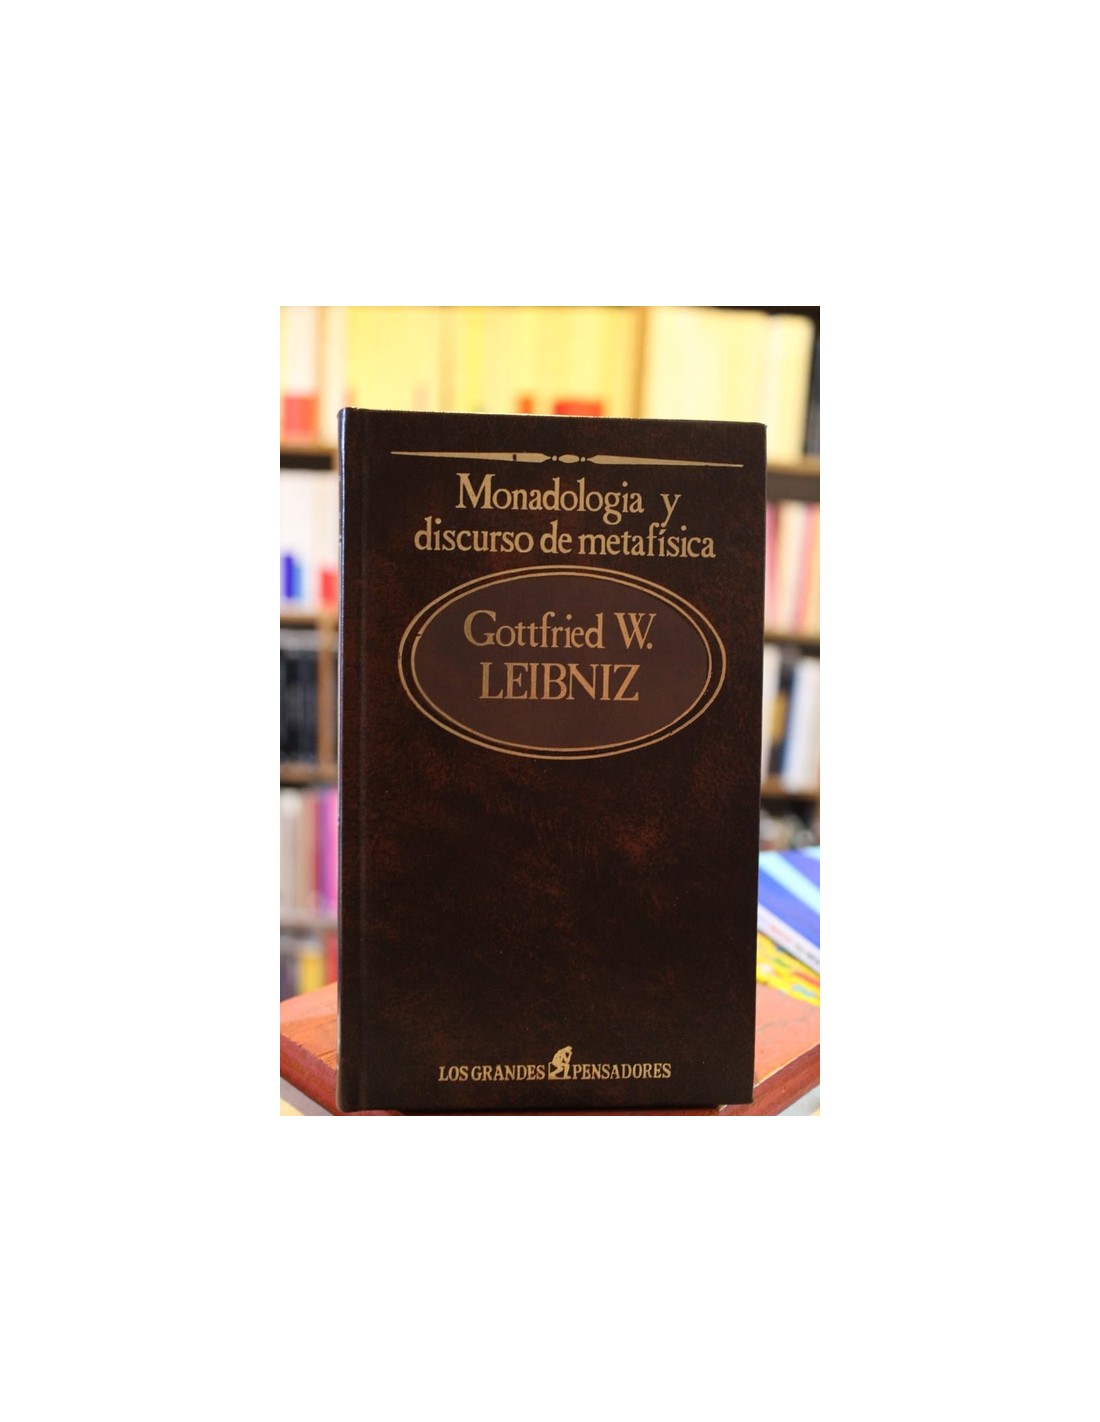 Monadologia y
discurso de metafísica
Gottfried W.
LEIBNIZ
LOS GRANDES PENSADORES